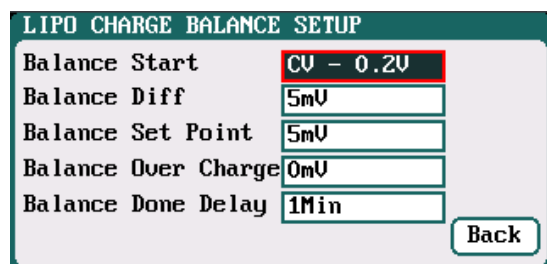 LIPO CHARGE BALANCE SETUP
Balance Start CV - 0.2V
Balance Diff 5mV
Balance Set Point 5mV
Balance Over Charge 0mV
Balance Done Delay 1Min
Back